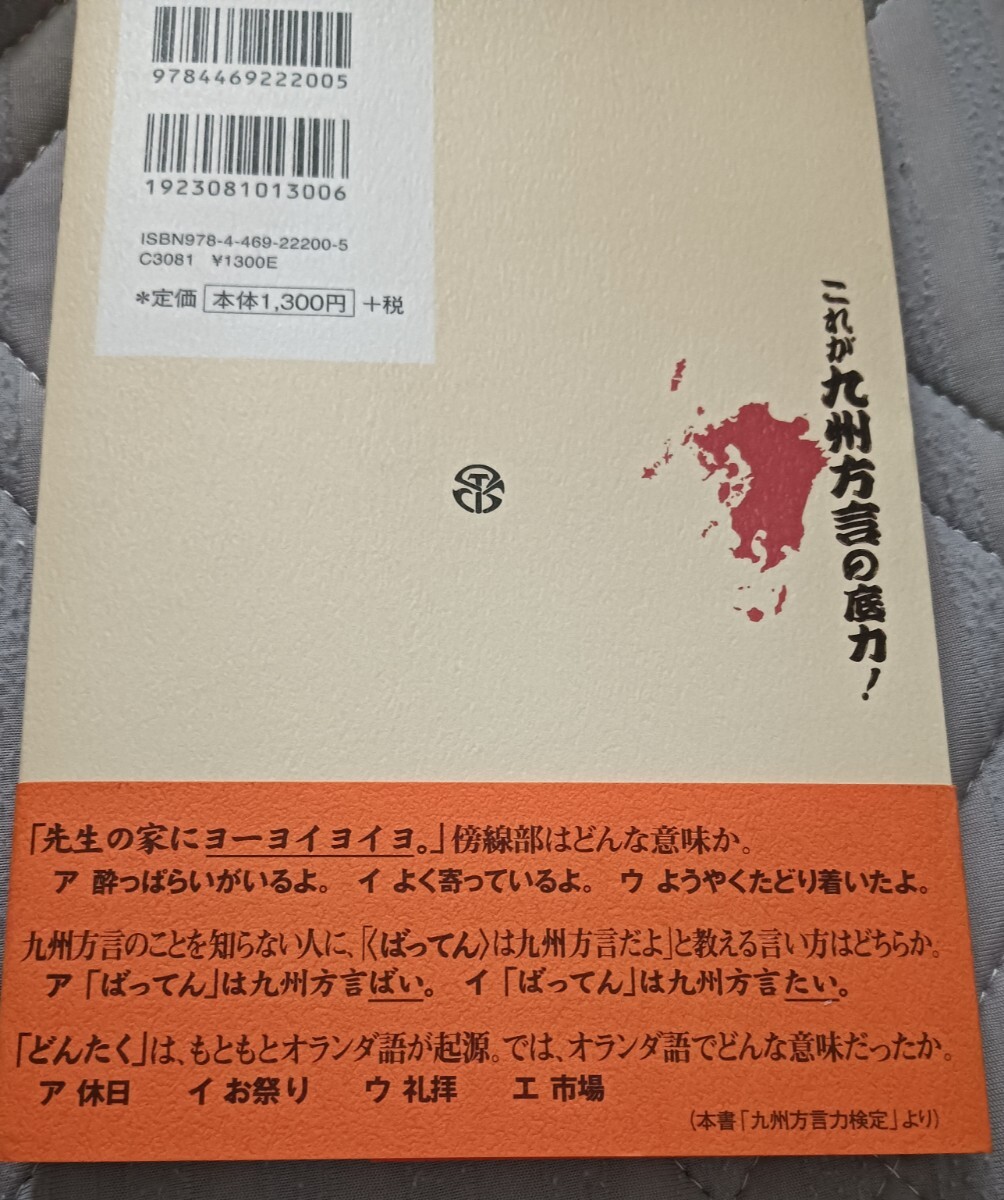 9784469222005
1923081013006
ISBN978-4-469-22200-5
C3081 ¥1300E
*定価 本体1,300円 +税
これが九州方言の底力!
「先生の家にヨーヨイヨイヨ。」傍線部はどんな意味か。
ア 酔っぱらいがいるよ。 イ よく寄っているよ。 ウ ようやくたどり着いたよ。
九州方言のことを知らない人に、「〈ばってん〉は九州方言だよ」と教える言い方はどちらか。
ア 「ばってん」は九州方言ばい。 イ 「ばってん」は九州方言たい。
「どんたく」は、もともとオランダ語が起源。では、オランダ語でどんな意味だったか。
ア 休日 イ お祭り ウ 礼拝 エ 市場
(本書「九州方言力検定」より)